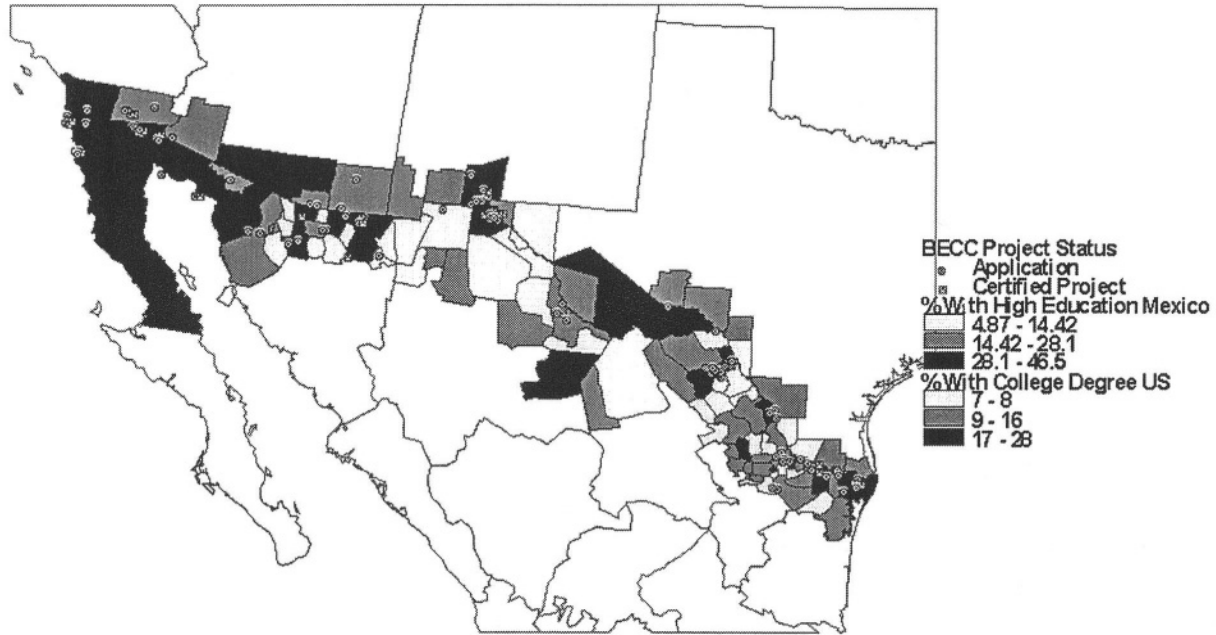 BECC Project Status
Application
Certified Project
% With High Education Mexico
4.87 - 14.42
14.42 - 28.1
28.1 - 46.5
% With College Degree US
7 - 8
9 - 16
17 - 28